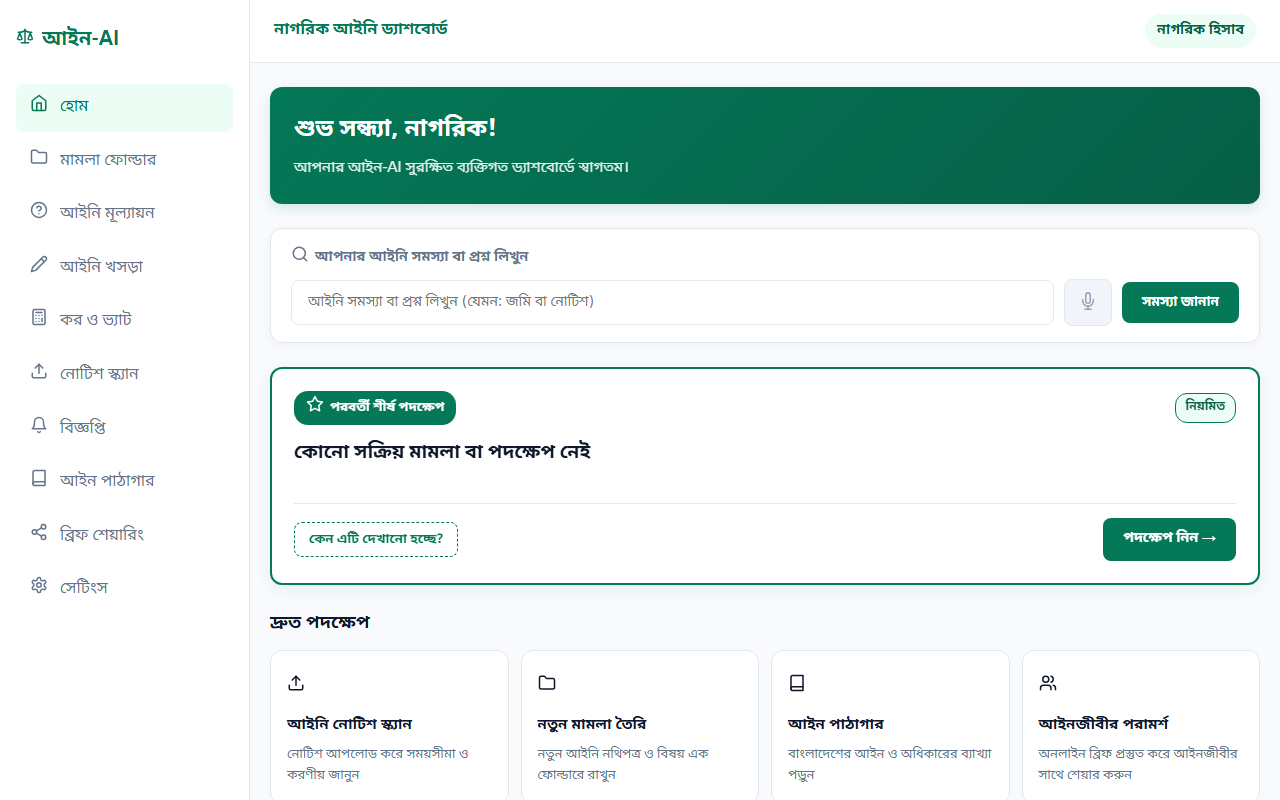 আইন-AI
হোম
মামলা ফোল্ডার
আইনি মূল্যায়ন
আইনি খসড়া
কর ও ভ্যাট
নোটিশ স্ক্যান
বিজ্ঞপ্তি
আইন পাঠাগার
ব্রিফ শেয়ারিং
সেটিংস
নাগরিক আইনি ড্যাশবোর্ড
নাগরিক হিসাব
শুভ সন্ধ্যা, নাগরিক!
আপনার আইন-AI সুরক্ষিত ব্যক্তিগত ড্যাশবোর্ডে স্বাগতম।
আপনার আইনি সমস্যা বা প্রশ্ন লিখুন
আইনি সমস্যা বা প্রশ্ন লিখুন (যেমন: জমি বা নোটিশ)
সমস্যা জানান
পরবর্তী শীর্ষ পদক্ষেপ
নিয়মিত
কোনো সক্রিয় মামলা বা পদক্ষেপ নেই
কেন এটি দেখানো হচ্ছে?
পদক্ষেপ নিন →
দ্রুত পদক্ষেপ
আইনি নোটিশ স্ক্যান
নোটিশ আপলোড করে সময়সীমা ও
করণীয় জানুন
নতুন মামলা তৈরি
নতুন আইনি নথিপত্র ও বিষয় এক
ফোল্ডারে রাখুন
আইন পাঠাগার
বাংলাদেশের আইন ও অধিকারের ব্যাখ্যা
পড়ুন
আইনজীবীর পরামর্শ
অনলাইন ব্রিফ প্রস্তুত করে আইনজীবীর
সাথে শেয়ার করুন